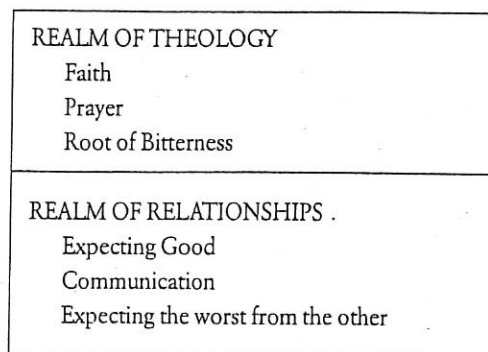 REALM OF THEOLOGY
Faith
Prayer
Root of Bitterness
REALM OF RELATIONSHIPS .
Expecting Good
Communication
Expecting the worst from the other